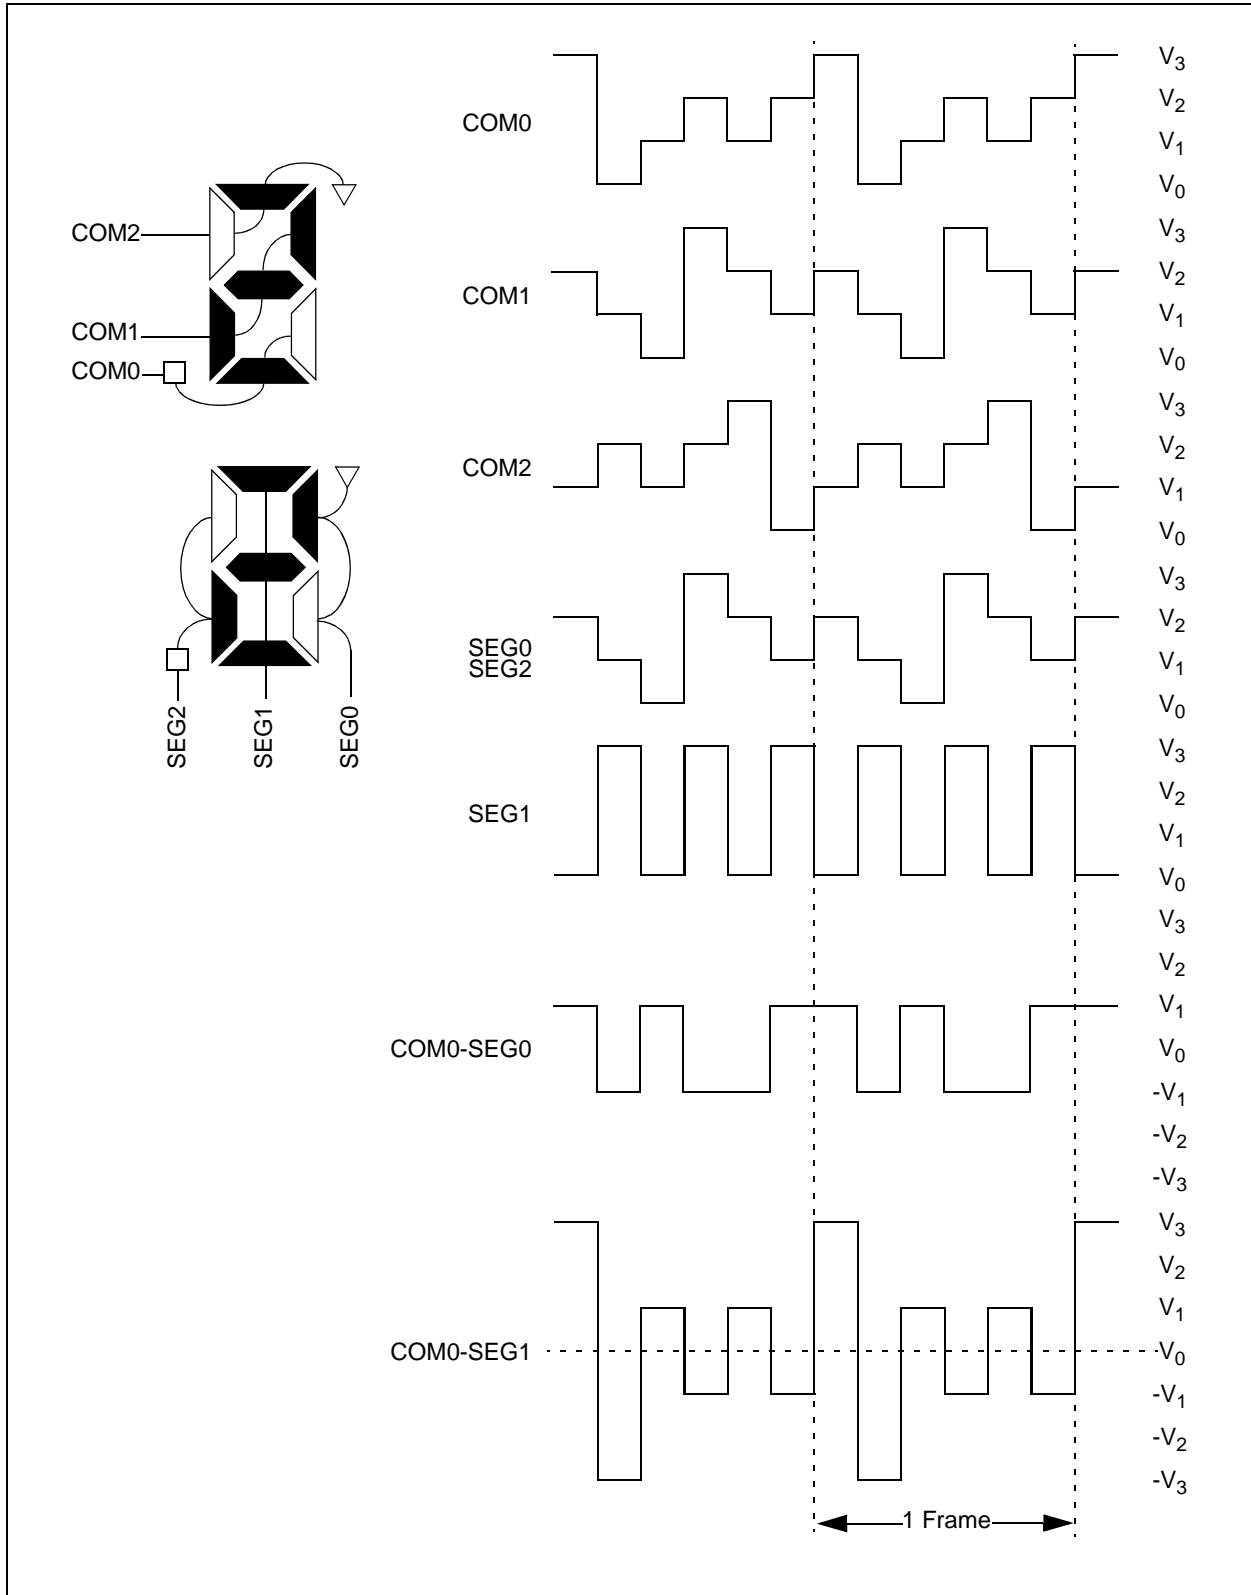 COM0
V3
V2
V1
V0
COM2
COM1
COM0
COM1
V3
V2
V1
V0
COM2
V3
V2
V1
V0
SEG2
SEG1
SEG0
SEG0
SEG2
V3
V2
V1
V0
SEG1
V3
V2
V1
V0
COM0-SEG0
V3
V2
V1
V0
-V1
-V2
-V3
COM0-SEG1
V3
V2
V1
V0
-V1
-V2
-V3
1 Frame